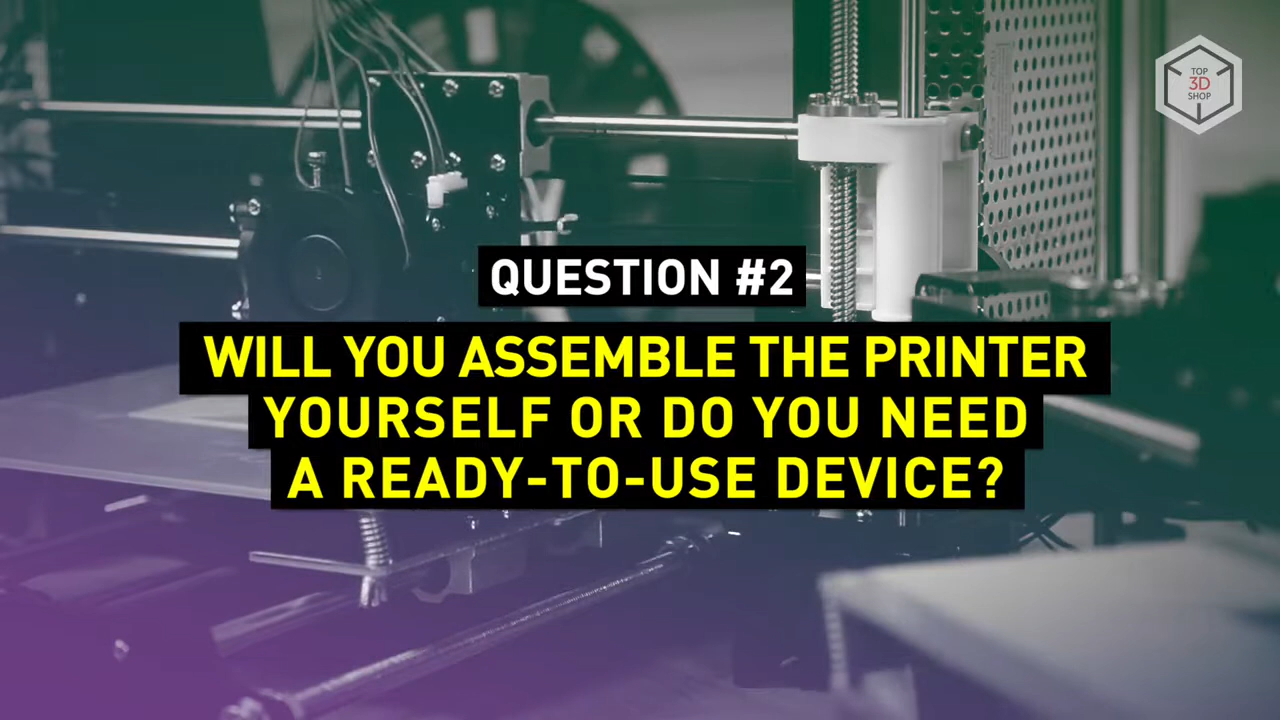 TOP
3D
SHOP
QUESTION #2
WILL YOU ASSEMBLE THE PRINTER
YOURSELF OR DO YOU NEED
A READY-TO-USE DEVICE?